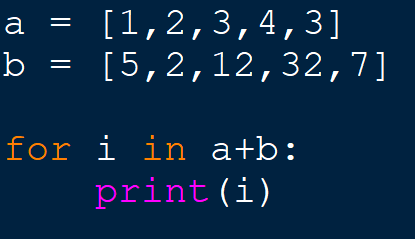 a = [1,2,3,4,3]
b = [5,2,12,32,7]
for i in a+b:
    print(i)